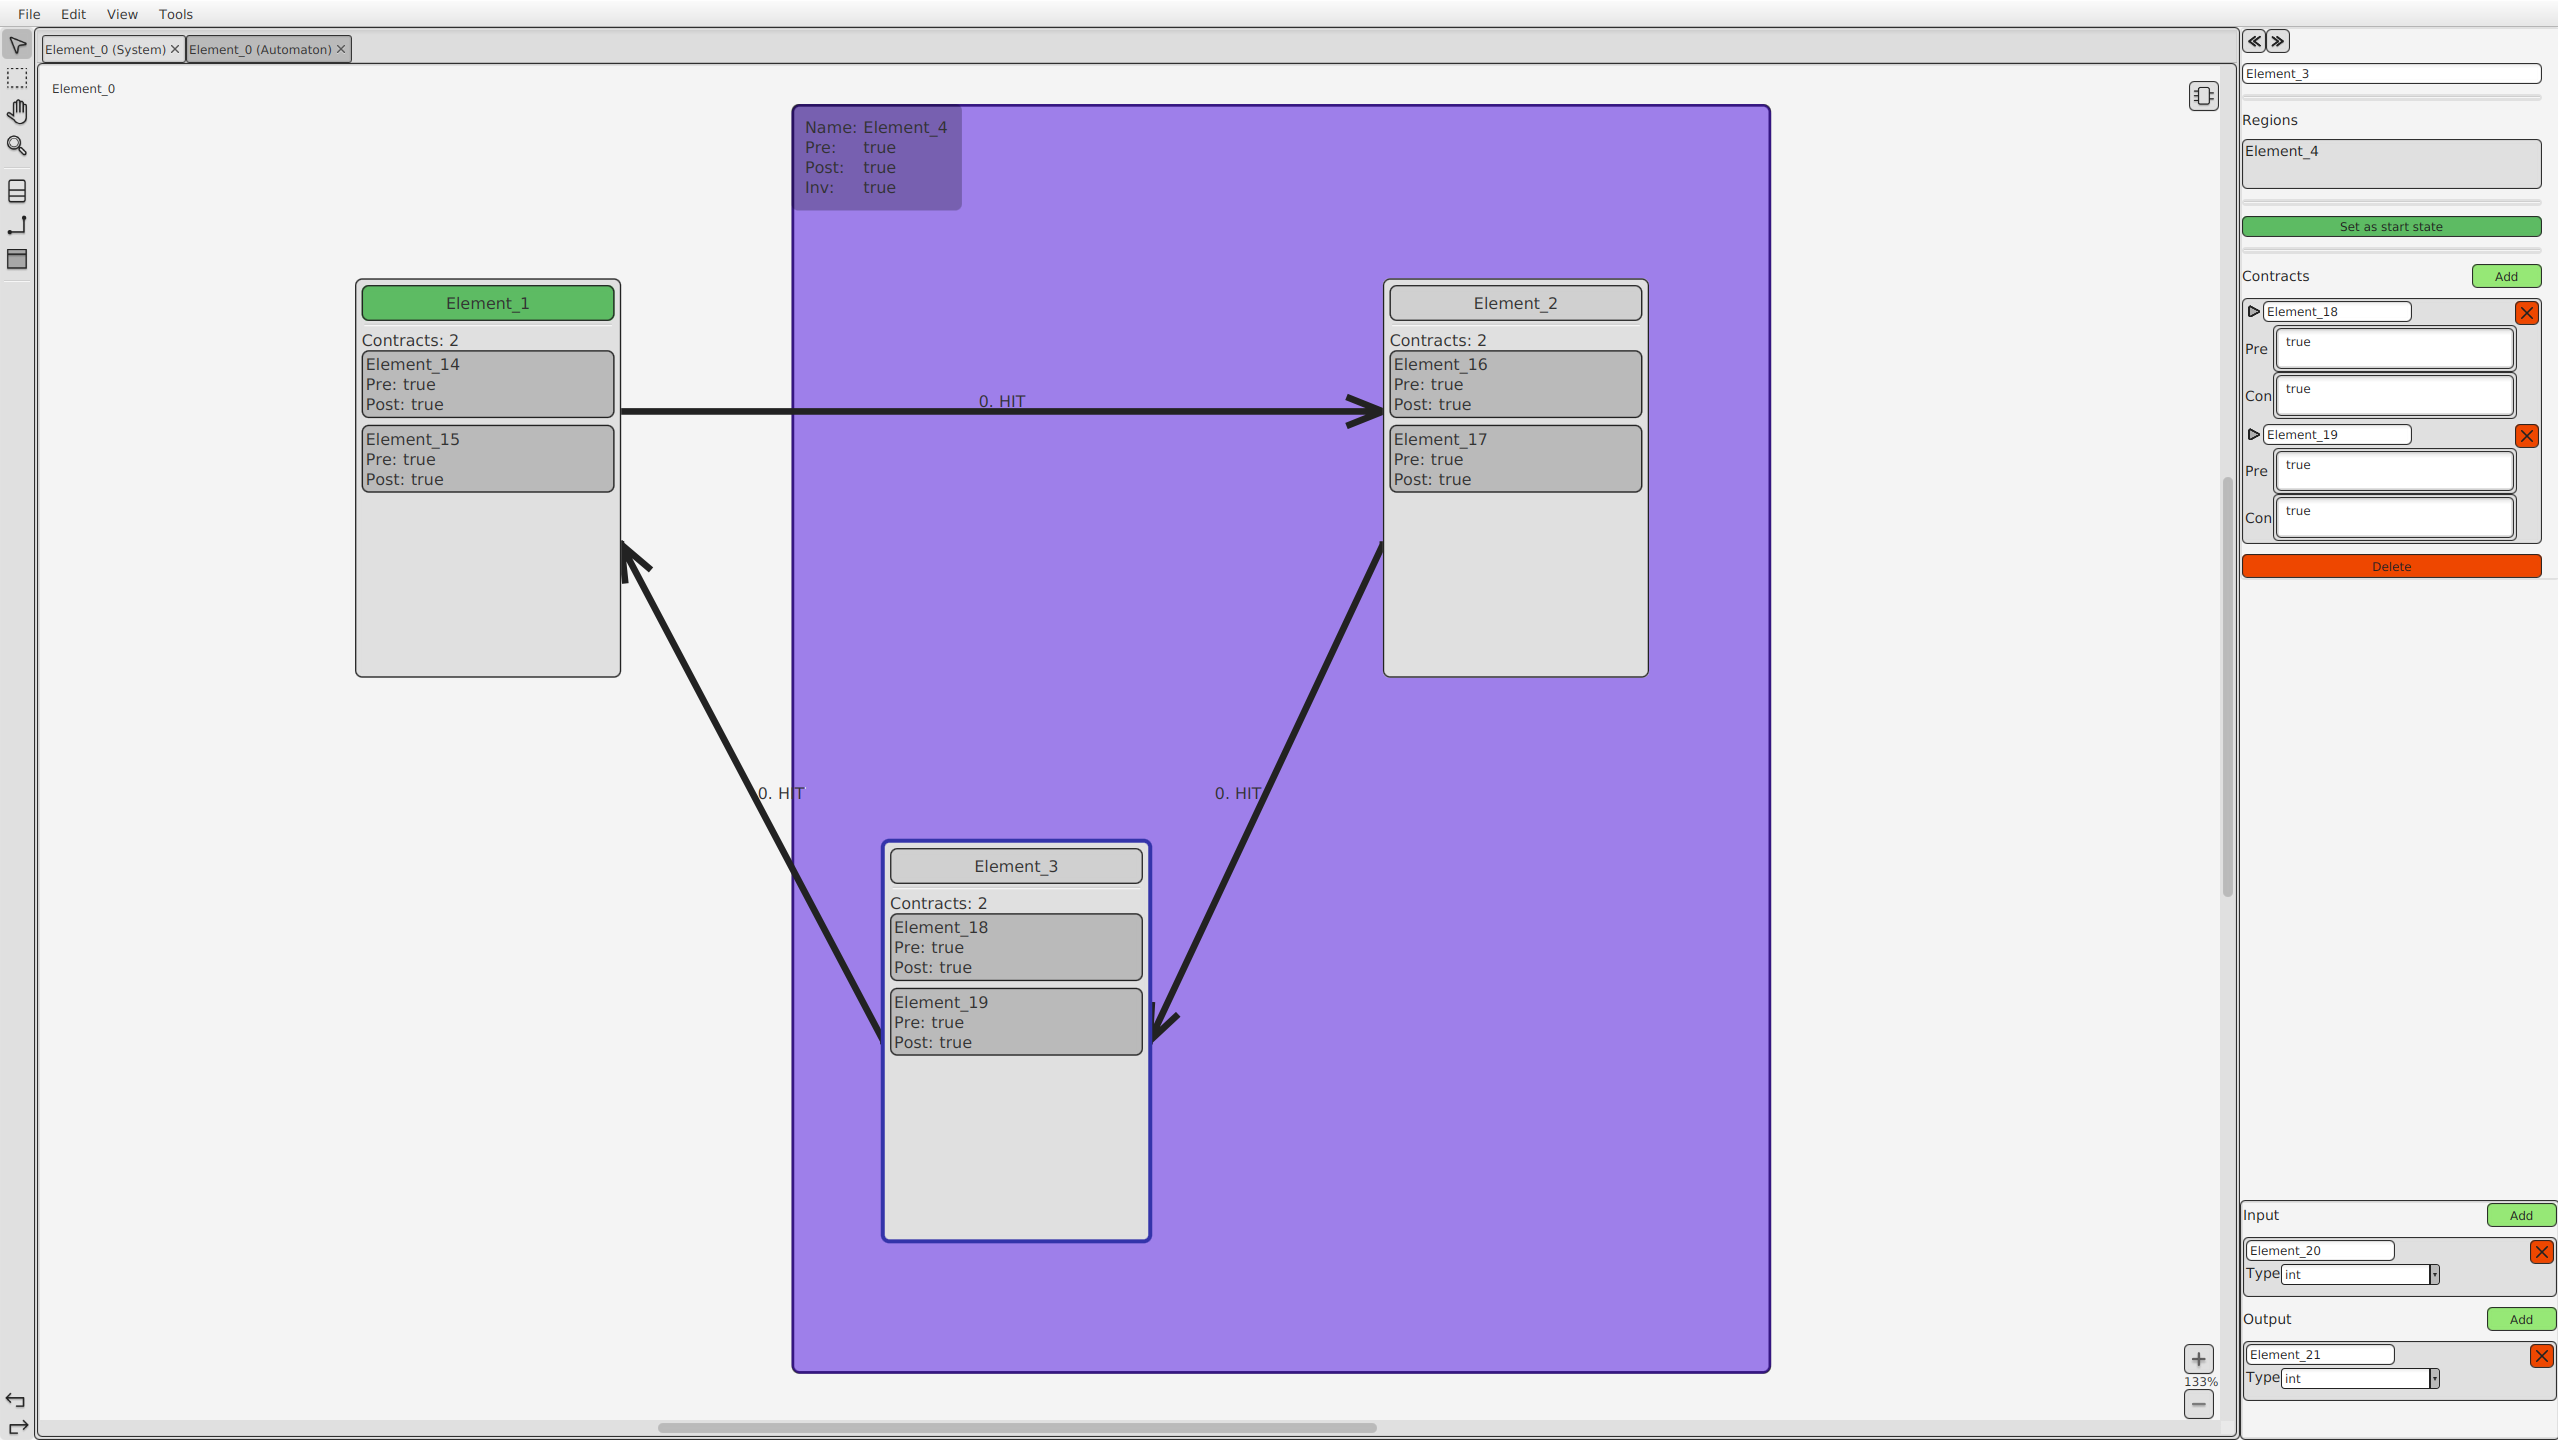 File Edit View Tools
Element_0 (System) Element_0 (Automaton)
Element_0
Name: Element_4
Pre: true
Post: true
Inv: true
Element_1
Contracts: 2
Element_14
Pre: true
Post: true
Element_15
Pre: true
Post: true
0. HIT
Element_2
Contracts: 2
Element_16
Pre: true
Post: true
Element_17
Pre: true
Post: true
0. HIT
0. HIT
Element_3
Contracts: 2
Element_18
Pre: true
Post: true
Element_19
Pre: true
Post: true
133%
Element_3
Regions
Element_4
Set as start state
Contracts Add
Element_18
Pre true
Con true
Element_19
Pre true
Con true
Delete
Input Add
Element_20
Type int
Output Add
Element_21
Type int